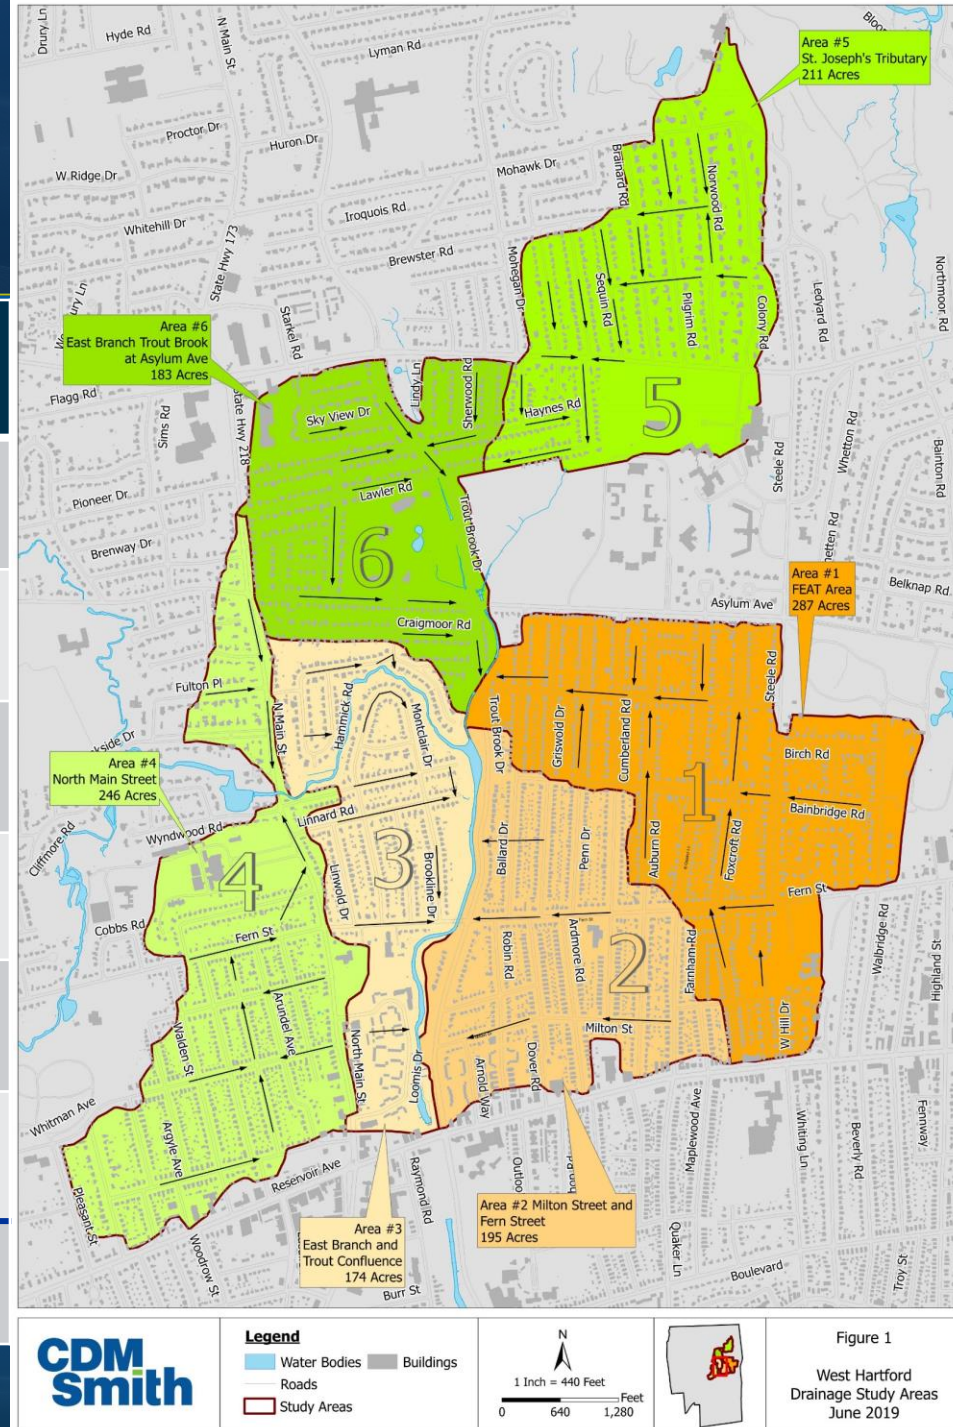 Drury Ln
Hyde Rd
N Main St
Lyman Rd
Area #5
St. Joseph's Tributary
211 Acres
Proctor Dr
Huron Dr
Mohawk Dr
Brainard Rd
W Ridge Dr
Norwood Rd
Iroquois Rd
Whitehill Dr
State Hwy 173
Brewster Rd
Mohegan Dr
Northmoor Rd
Starkel Rd
Sequin Rd
Pilgrim Rd
Colony Rd
Ledyard Rd
Area #6
East Branch Trout Brook
at Asylum Ave
183 Acres
Flagg Rd
Lindy Ln
Sherwood Rd
Sky View Dr
Haynes Rd
5
Sims Rd
State Hwy 218
Whetton Rd
Bainton Rd
Steele Rd
Pioneer Dr
Lawler Rd
Trout Brook Dr
Brenway Dr
6
Area #1
FEAT Area
287 Acres
Belknap Rd
Asylum Ave
Craigmoor Rd
Fulton Pl
N Main St
Hammick Rd
Montclair Dr
Trout Brook Dr
Griswold Dr
Cumberland Rd
Steele Rd
Birch Rd
Area #4
North Main Street
246 Acres
1
Bainbridge Rd
Wyndwood Rd
Linnard Rd
Cliffmore Rd
3
Ballard Dr
Penn Dr
Auburn Rd
Foxcroft Rd
4
Linwold Dr
Brookline Dr
Fern St
Cobbs Rd
Fern St
Robin Rd
Ardmore Rd
2
Farnham Rd
Walbridge Rd
Highland St
Walden St
Arundel Ave
Milton St
W Hill Dr
North Main St
Loomis Dr
Arnold Way
Dover Rd
Whitman Ave
Argyle Ave
Maplewood Ave
Whiting Ln
Beverly Rd
Fennway
Reservoir Ave
Raymond Rd
Pleasant St
Woodrow St
Area #3
East Branch and
Trout Confluence
174 Acres
Area #2 Milton Street and
Fern Street
195 Acres
Quaker Ln
Boulevard
Troy St
Burr St
CDM
Smith
Legend
Water Bodies
Buildings
Roads
Study Areas
N
1 Inch = 440 Feet
Feet
0 640 1,280
Figure 1
West Hartford
Drainage Study Areas
June 2019